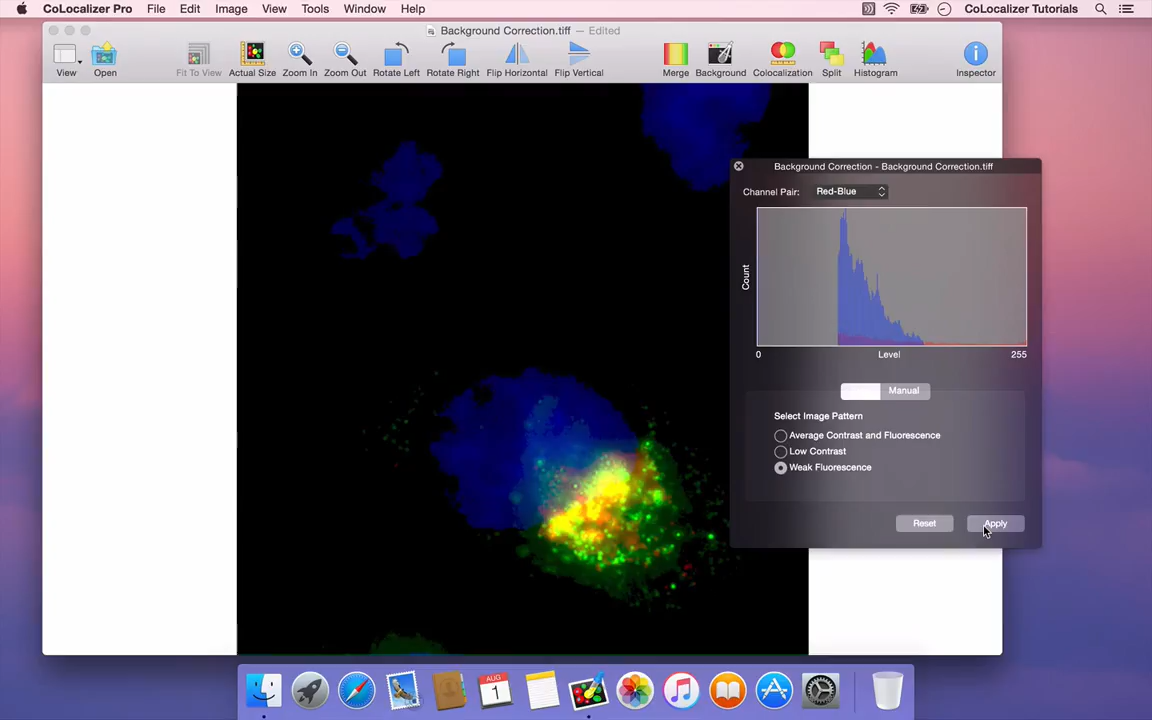 CoLocalizer Pro File Edit Image View Tools Window Help CoLocalizer Tutorials
Background Correction.tiff — Edited
View Open Fit To View Actual Size Zoom In Zoom Out Rotate Left Rotate Right Flip Horizontal Flip Vertical Merge Background Colocalization Split Histogram Inspector
Background Correction - Background Correction.tiff
Channel Pair: Red-Blue
Count
0 Level 255
Manual
Select Image Pattern
Average Contrast and Fluorescence
Low Contrast
Weak Fluorescence
Reset Apply
AUG
1